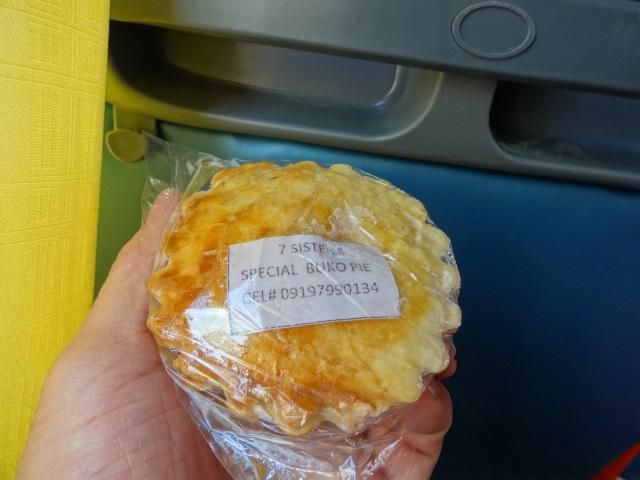 7 SISTERS
SPECIAL BUKO PIE
CEL# 09197990134